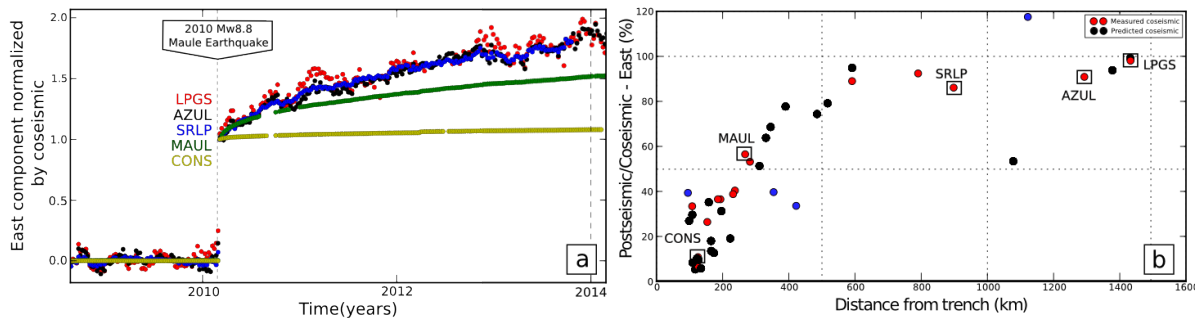 East component normalized
by coseismic
2.0
1.5
1.0
0.5
0.0
2010 Mw8.8
Maule Earthquake
LPGS
AZUL
SRLP
MAUL
CONS
a
2010
2012
2014
Time(years)
Postseismic/Coseismic - East (%)
120
100
80
60
40
20
0
Measured coseismic
Predicted coseismic
SRLP
LPGS
AZUL
MAUL
CONS
b
0
200
400
600
800
1000
1200
1400
1600
Distance from trench (km)